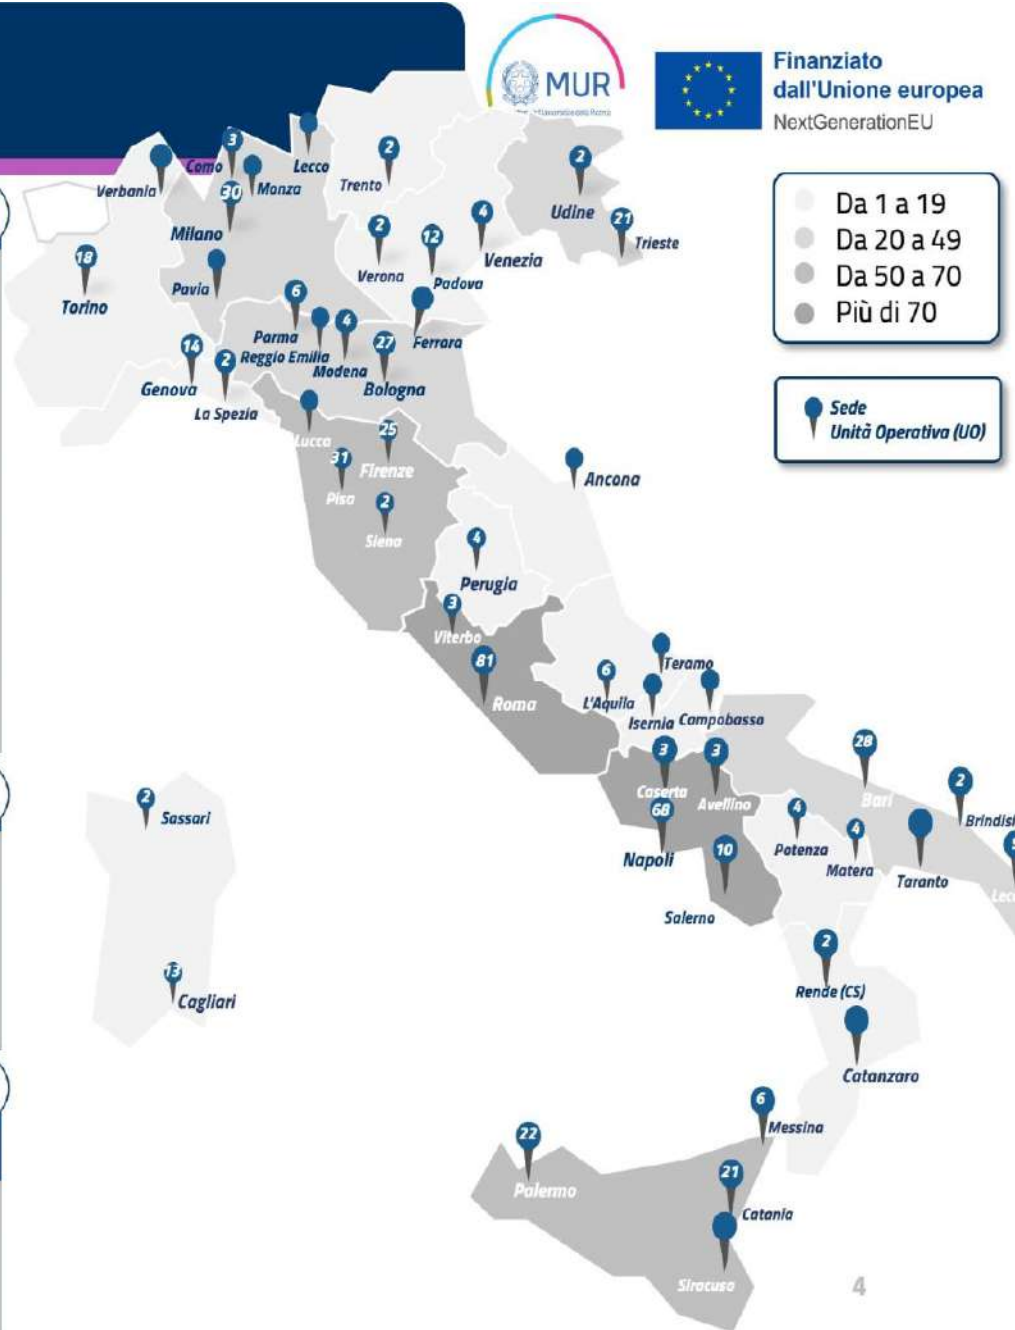 MUR
Finanziato
dall'Unione europea
NextGenerationEU
Da 1 a 19
Da 20 a 49
Da 50 a 70
Più di 70
Sede
Unità Operativa (UO)
Verbania
3
Como
Monza
Lecco
2
Trento
30
Milano
2
Udine
21
Trieste
18
Torino
Pavia
2
Verona
12
Padova
4
Venezia
6
Parma
Reggio Emilia
4
Modena
27
Bologna
Ferrara
14
Genova
2
La Spezia
Lucca
25
Firenze
31
Pisa
2
Siena
Ancona
4
Perugia
3
Viterbo
81
Roma
6
L'Aquila
Teramo
Isernia
Campobasso
3
Caserta
3
Avellino
68
Napoli
10
Salerno
28
Bari
2
Brindisi
4
Potenza
4
Matera
Taranto
2
Sassari
13
Cagliari
2
Rende (CS)
Catanzaro
6
Messina
22
Palermo
21
Catania
Siracusa
4